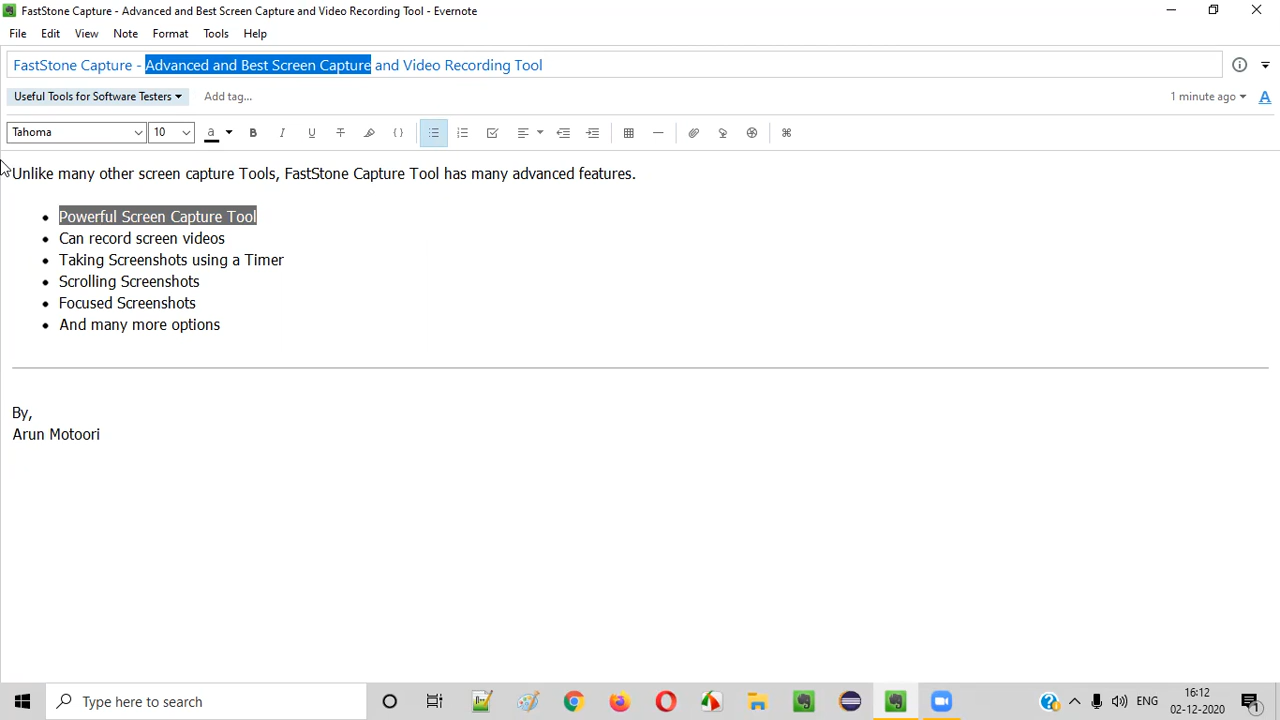 FastStone Capture - Advanced and Best Screen Capture and Video Recording Tool - Evernote
File Edit View Note Format Tools Help
FastStone Capture - Advanced and Best Screen Capture and Video Recording Tool
Useful Tools for Software Testers Add tag... 1 minute ago
Tahoma 10
Unlike many other screen capture Tools, FastStone Capture Tool has many advanced features.
Powerful Screen Capture Tool
Can record screen videos
Taking Screenshots using a Timer
Scrolling Screenshots
Focused Screenshots
And many more options
By,
Arun Motoori
Type here to search
ENG
16:12
02-12-2020